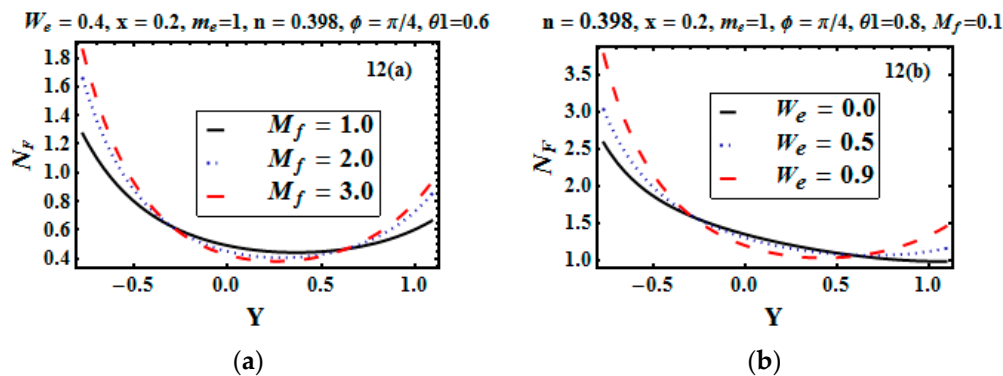 W_e = 0.4, x = 0.2, m_e=1, n = 0.398, ϕ = π/4, θ1=0.6
12(a)
M_f = 1.0
M_f = 2.0
M_f = 3.0
N_F
1.8
1.6
1.4
1.2
1.0
0.8
0.6
0.4
−0.5 0.0 0.5 1.0
Y
(a)
n = 0.398, x = 0.2, m_e=1, ϕ = π/4, θ1=0.8, M_f=0.1
12(b)
W_e = 0.0
W_e = 0.5
W_e = 0.9
N_F
3.5
3.0
2.5
2.0
1.5
1.0
−0.5 0.0 0.5 1.0
Y
(b)